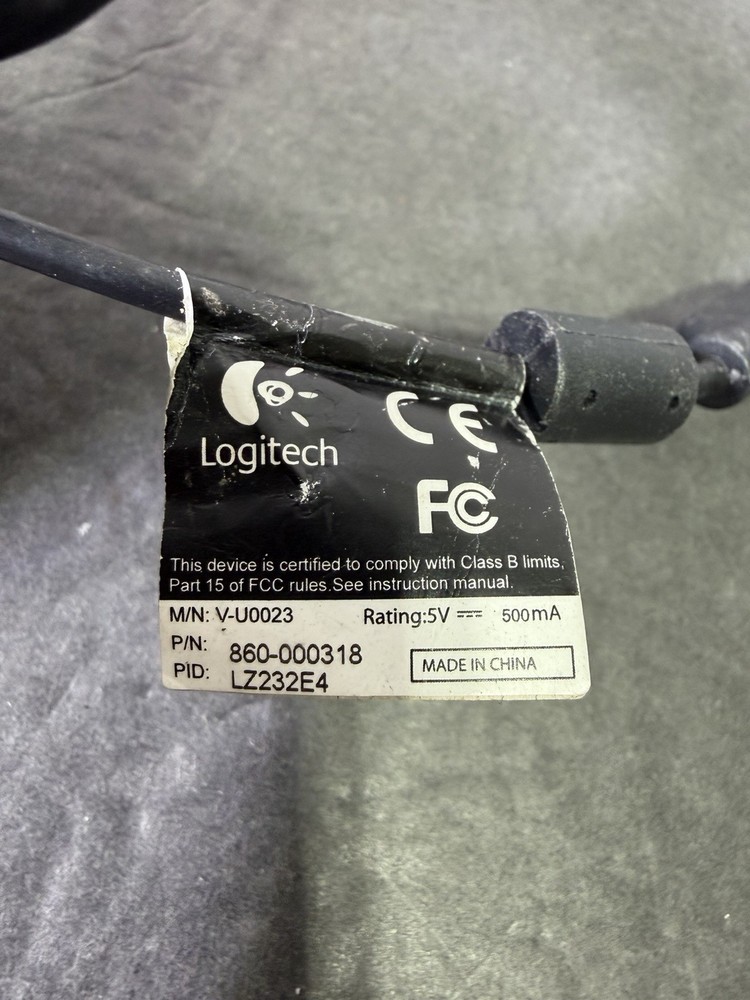 Logitech
CE
FC
This device is certified to comply with Class B limits,
Part 15 of FCC rules.See instruction manual.
M/N: V-U0023 Rating:5V ⎓ 500mA
P/N: 860-000318
PID: LZ232E4
MADE IN CHINA